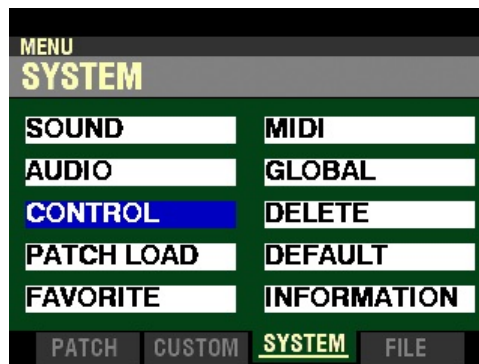 MENU
SYSTEM
SOUND MIDI
AUDIO GLOBAL
CONTROL DELETE
PATCH LOAD DEFAULT
FAVORITE INFORMATION
PATCH CUSTOM SYSTEM FILE